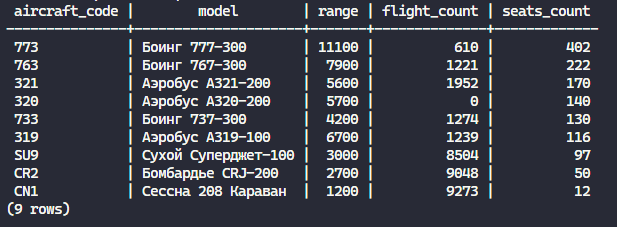 aircraft_code | model | range | flight_count | seats_count
773 | Боинг 777-300 | 11100 | 610 | 402
763 | Боинг 767-300 | 7900 | 1221 | 222
321 | Аэробус A321-200 | 5600 | 1952 | 170
320 | Аэробус A320-200 | 5700 | 0 | 140
733 | Боинг 737-300 | 4200 | 1274 | 130
319 | Аэробус A319-100 | 6700 | 1239 | 116
SU9 | Сухой Суперджет-100 | 3000 | 8504 | 97
CR2 | Бомбардье CRJ-200 | 2700 | 9048 | 50
CN1 | Сессна 208 Караван | 1200 | 9273 | 12
(9 rows)